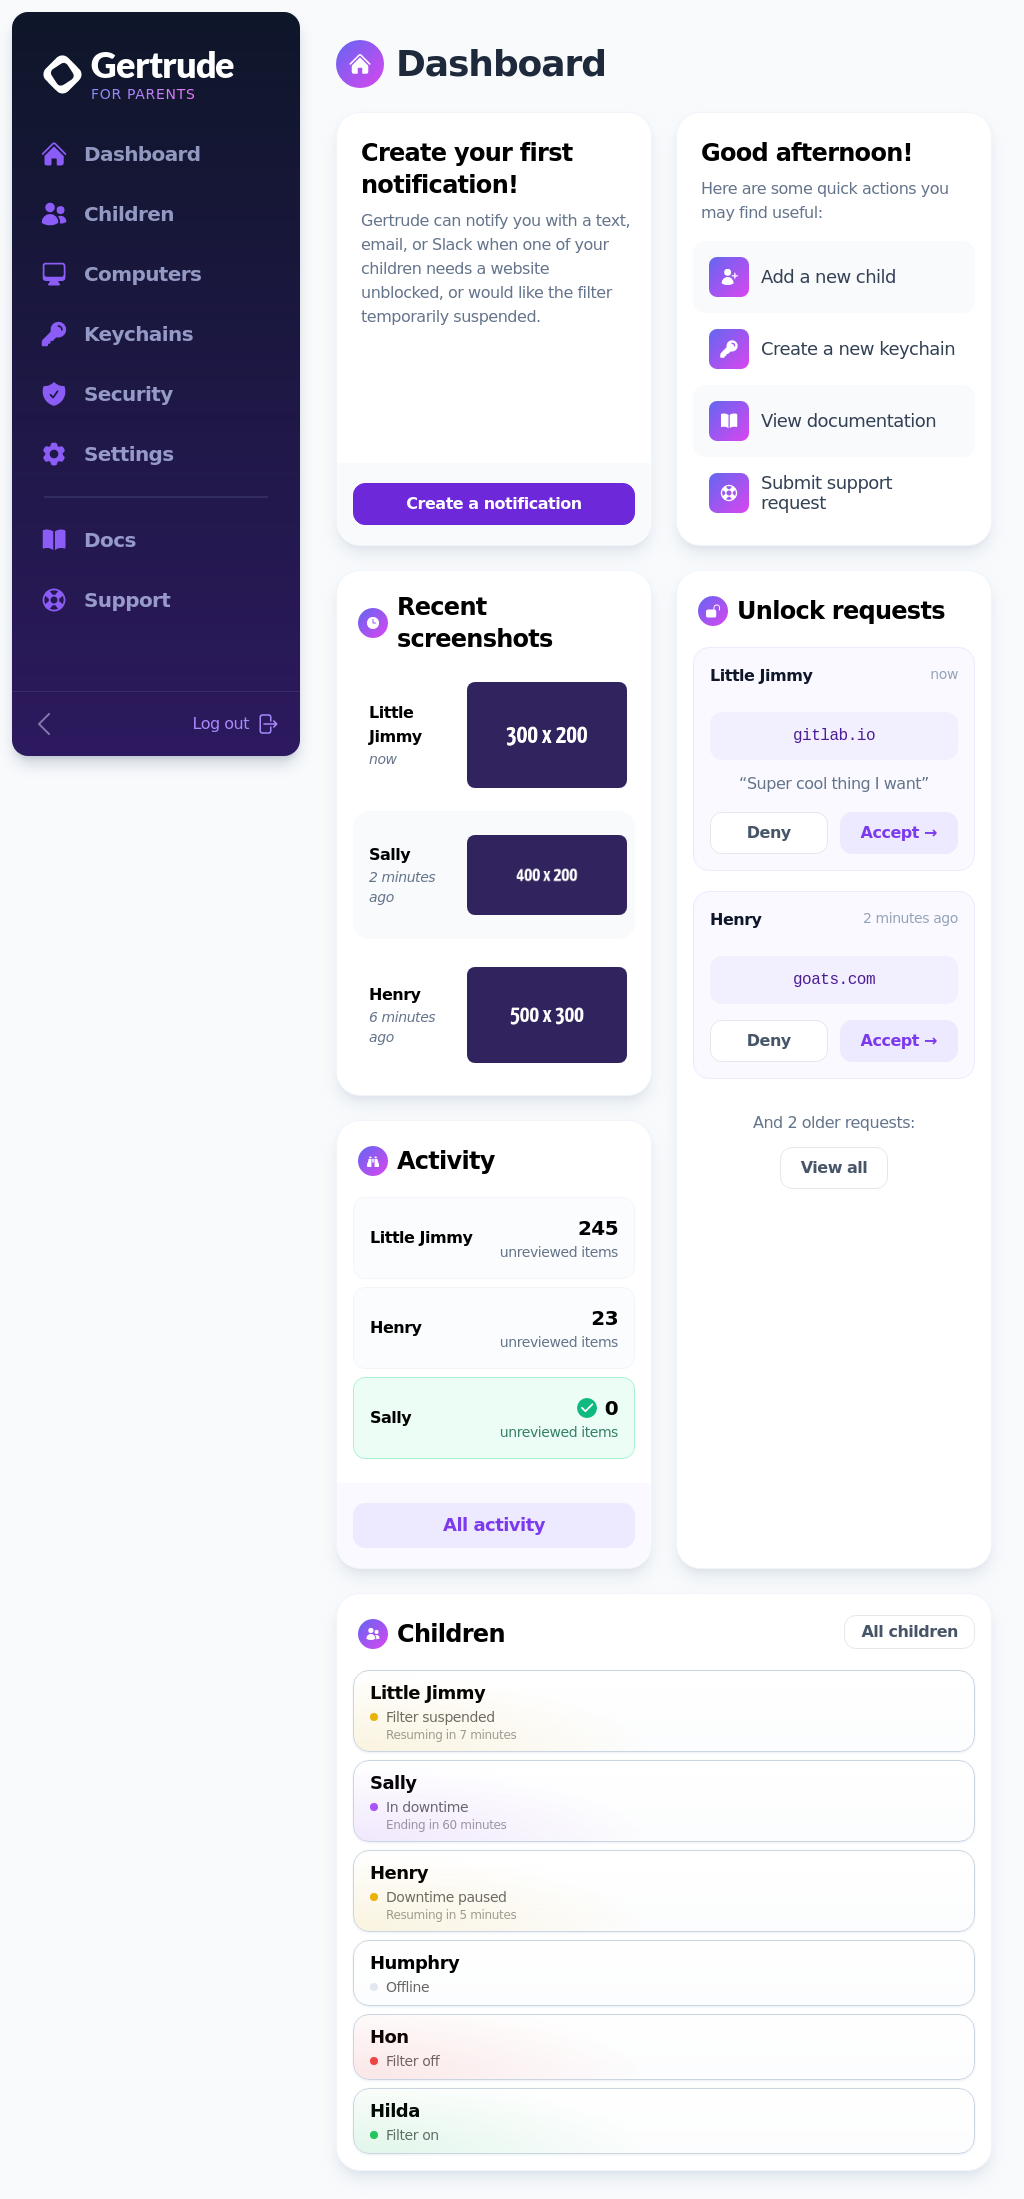 Gertrude
FOR PARENTS
Dashboard
Children
Computers
Keychains
Security
Settings
Docs
Support
Log out
Dashboard
Create your first
notification!
Gertrude can notify you with a text,
email, or Slack when one of your
children needs a website
unblocked, or would like the filter
temporarily suspended.
Create a notification
Good afternoon!
Here are some quick actions you
may find useful:
Add a new child
Create a new keychain
View documentation
Submit support
request
Recent
screenshots
Little
Jimmy
now
300 x 200
Sally
2 minutes
ago
400 x 200
Henry
6 minutes
ago
500 x 300
Unlock requests
Little Jimmy
now
gitlab.io
“Super cool thing I want”
Deny
Accept →
Henry
2 minutes ago
goats.com
Deny
Accept →
And 2 older requests:
View all
Activity
Little Jimmy
245
unreviewed items
Henry
23
unreviewed items
Sally
0
unreviewed items
All activity
Children
All children
Little Jimmy
Filter suspended
Resuming in 7 minutes
Sally
In downtime
Ending in 60 minutes
Henry
Downtime paused
Resuming in 5 minutes
Humphry
Offline
Hon
Filter off
Hilda
Filter on